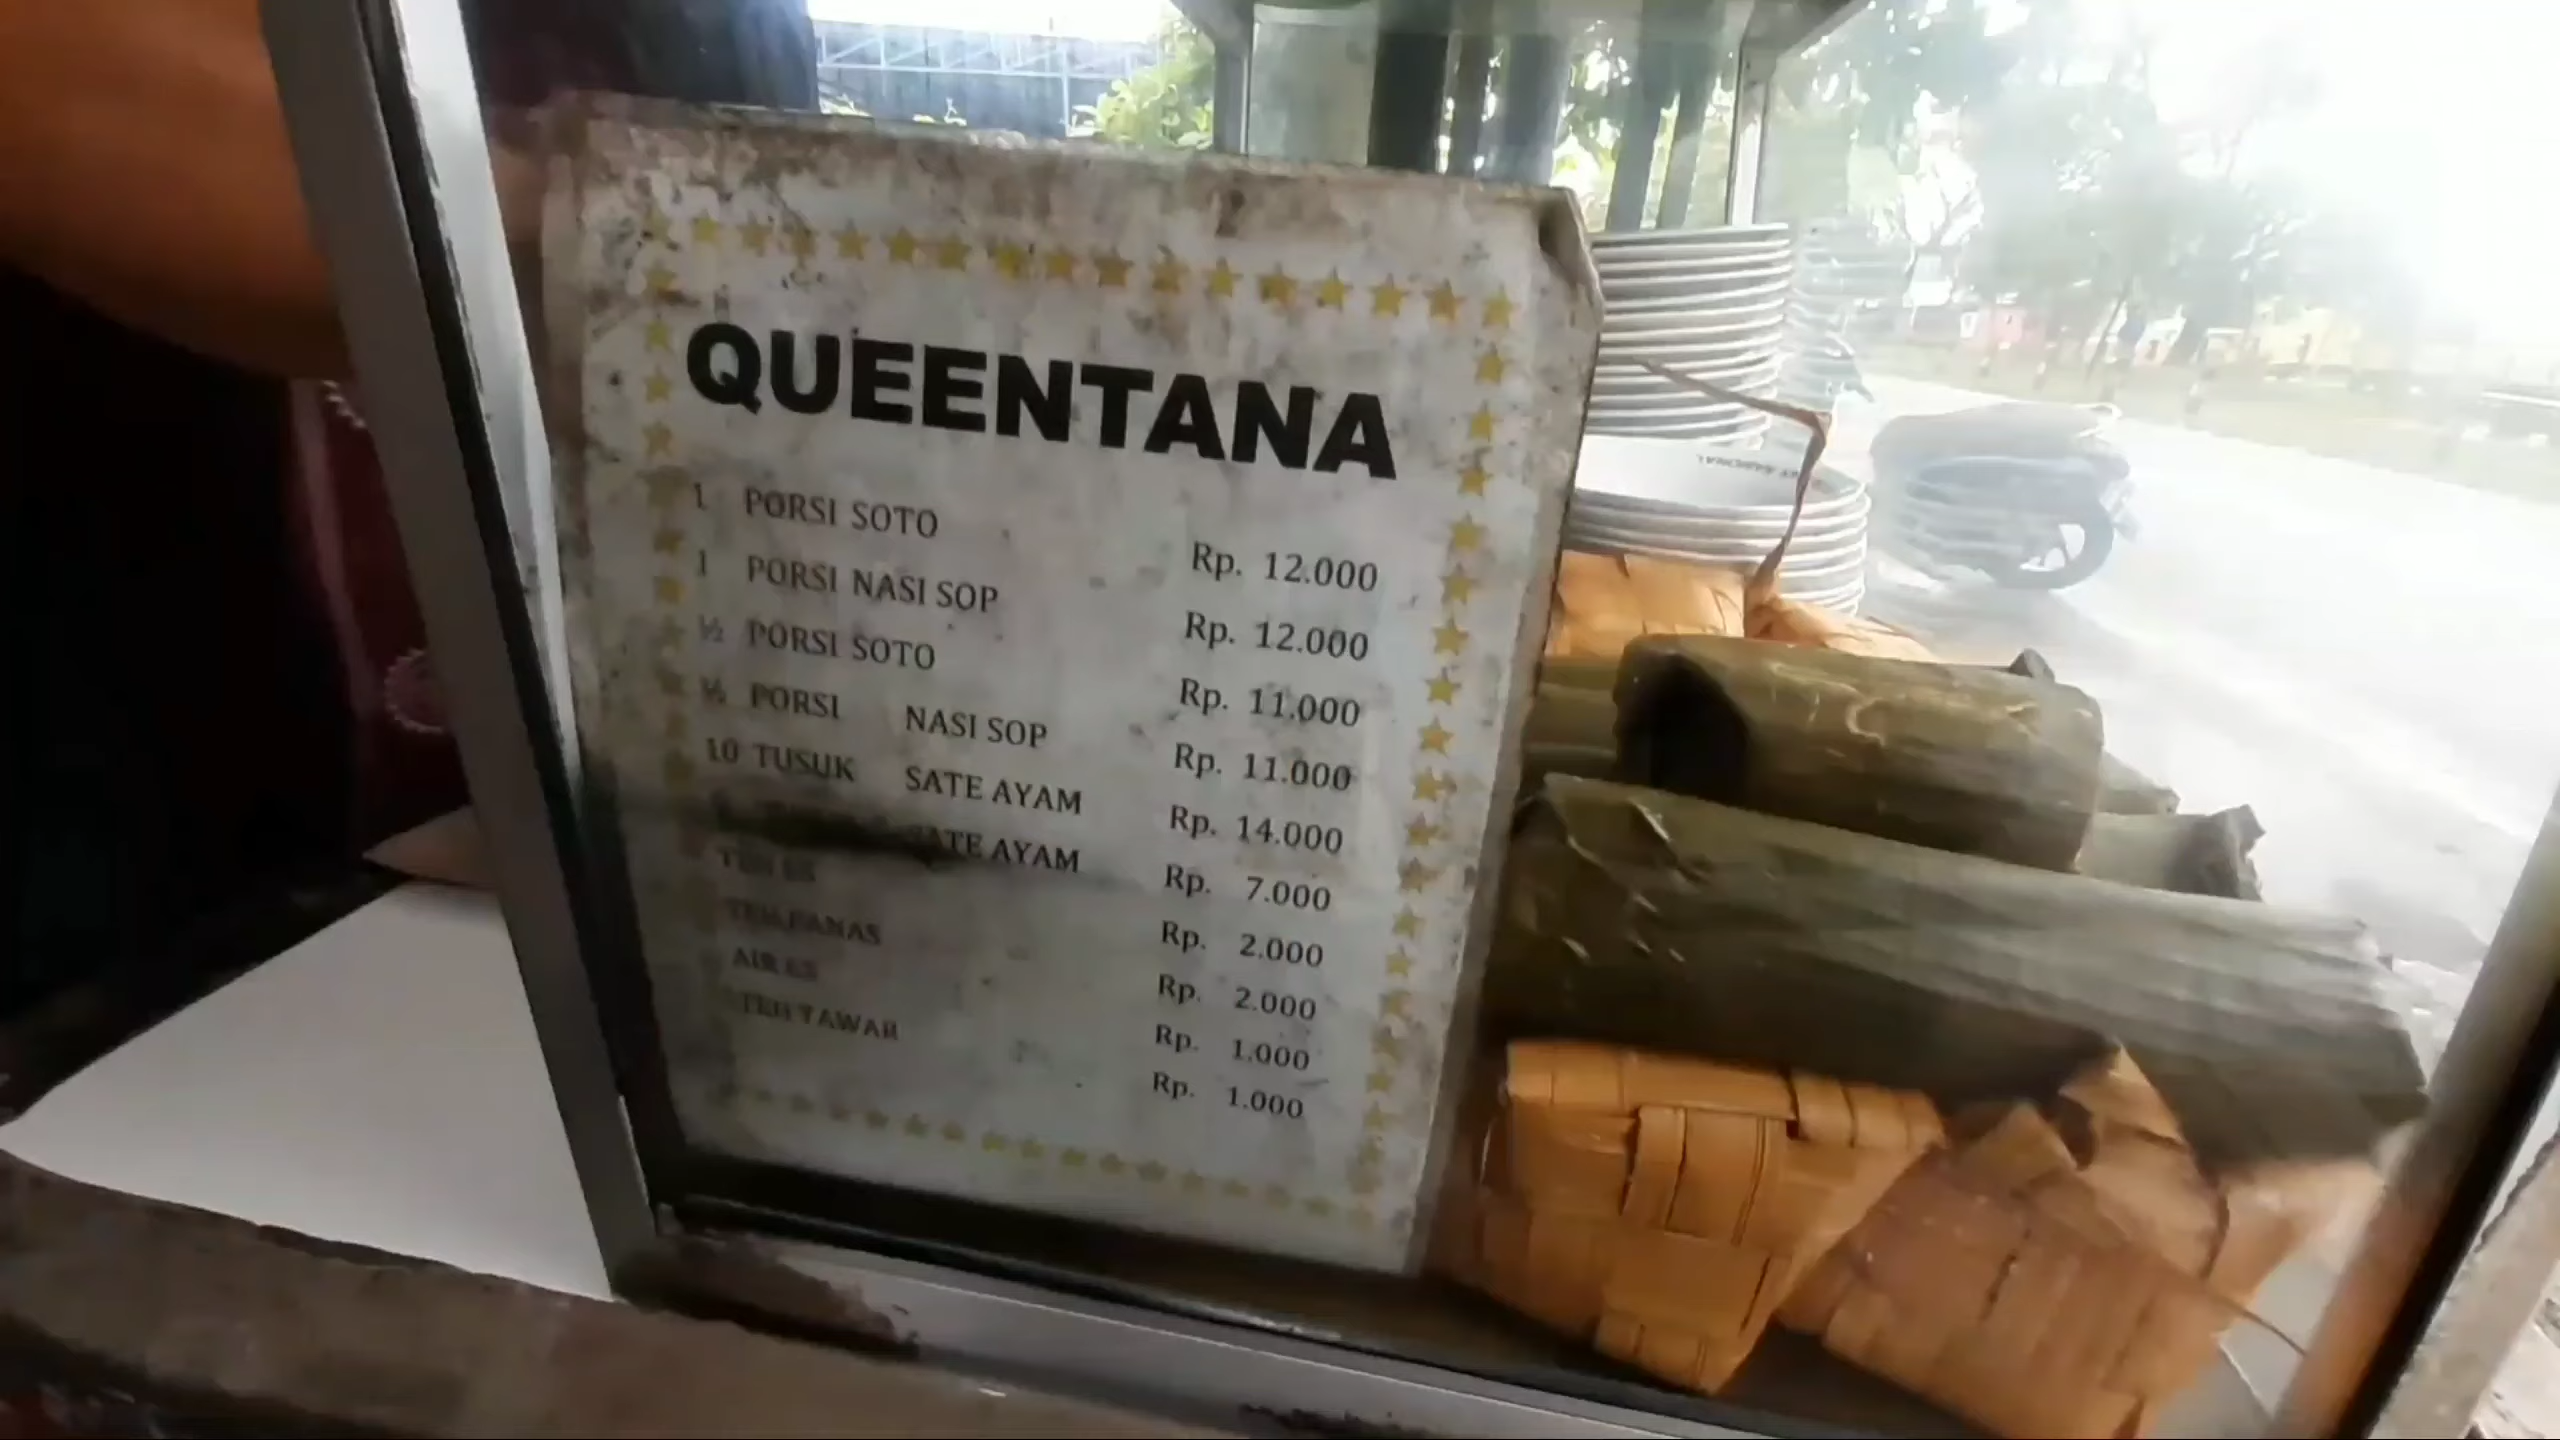 QUEENTANA
1 PORSI SOTO Rp. 12.000
1 PORSI NASI SOP Rp. 12.000
½ PORSI SOTO Rp. 11.000
½ PORSI NASI SOP Rp. 11.000
10 TUSUK SATE AYAM Rp. 14.000
SATE AYAM Rp. 7.000
TEH ES Rp. 2.000
TEH PANAS Rp. 2.000
AIR ES Rp. 1.000
TEH TAWAR Rp. 1.000